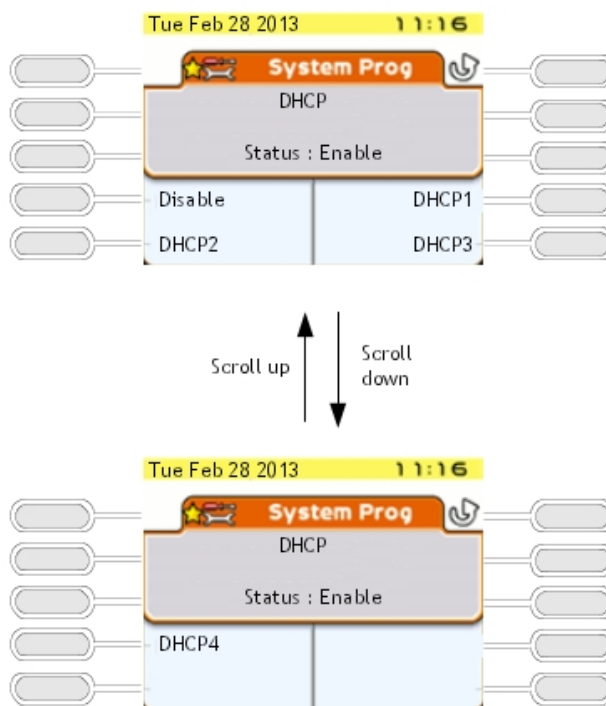 Tue Feb 28 2013 11:16
System Prog
DHCP
Status : Enable
Disable DHCP1
DHCP2 DHCP3
Scroll up
Scroll
down
Tue Feb 28 2013 11:16
System Prog
DHCP
Status : Enable
DHCP4